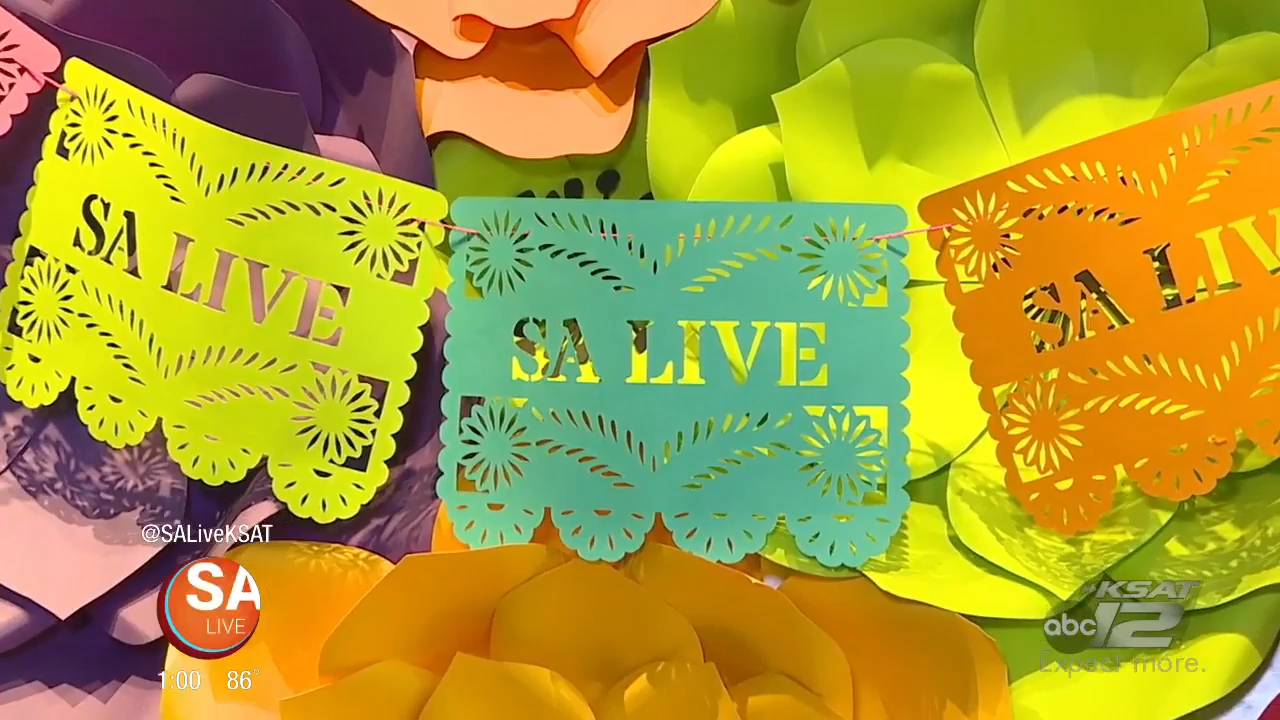 SA LIVE
SA LIVE
SA LIV
@SALiveKSAT
SA
LIVE
1:00 86°
KSAT
abc 12
Expect more.